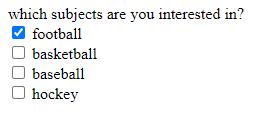 which subjects are you interested in?
football
basketball
baseball
hockey